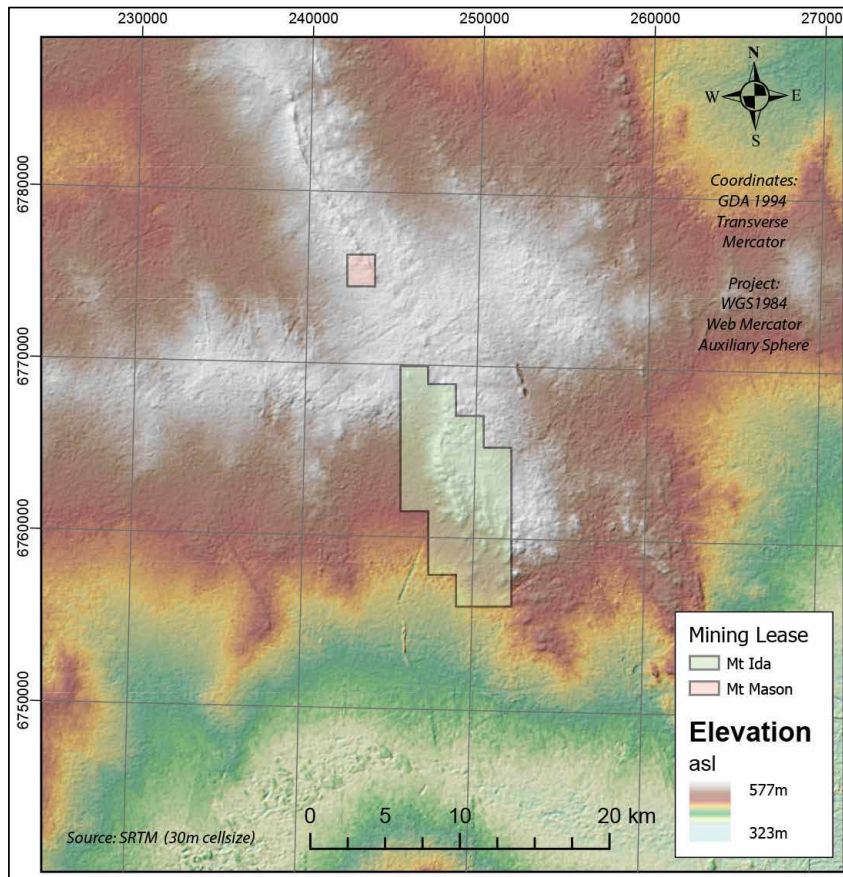 230000
240000
250000
260000
27000
N
W
E
S
Coordinates:
GDA 1994
Transverse
Mercator
Project:
WGS1984
Web Mercator
Auxiliary Sphere
6780000
6770000
6760000
6750000
Mining Lease
Mt Ida
Mt Mason
Elevation
asl
577m
323m
0
5
10
20 km
Source: SRTM (30m cellsize)